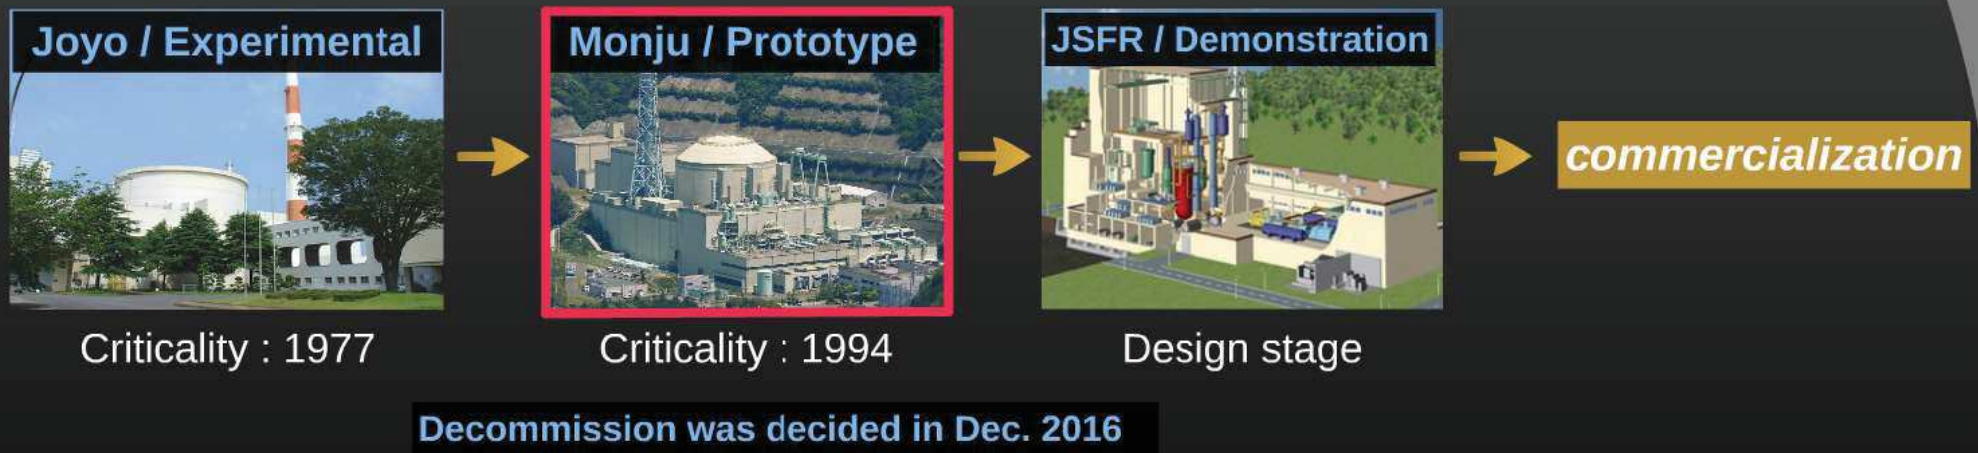 Joyo / Experimental
Monju / Prototype
JSFR / Demonstration
commercialization
Criticality : 1977
Criticality : 1994
Design stage
Decommission was decided in Dec. 2016